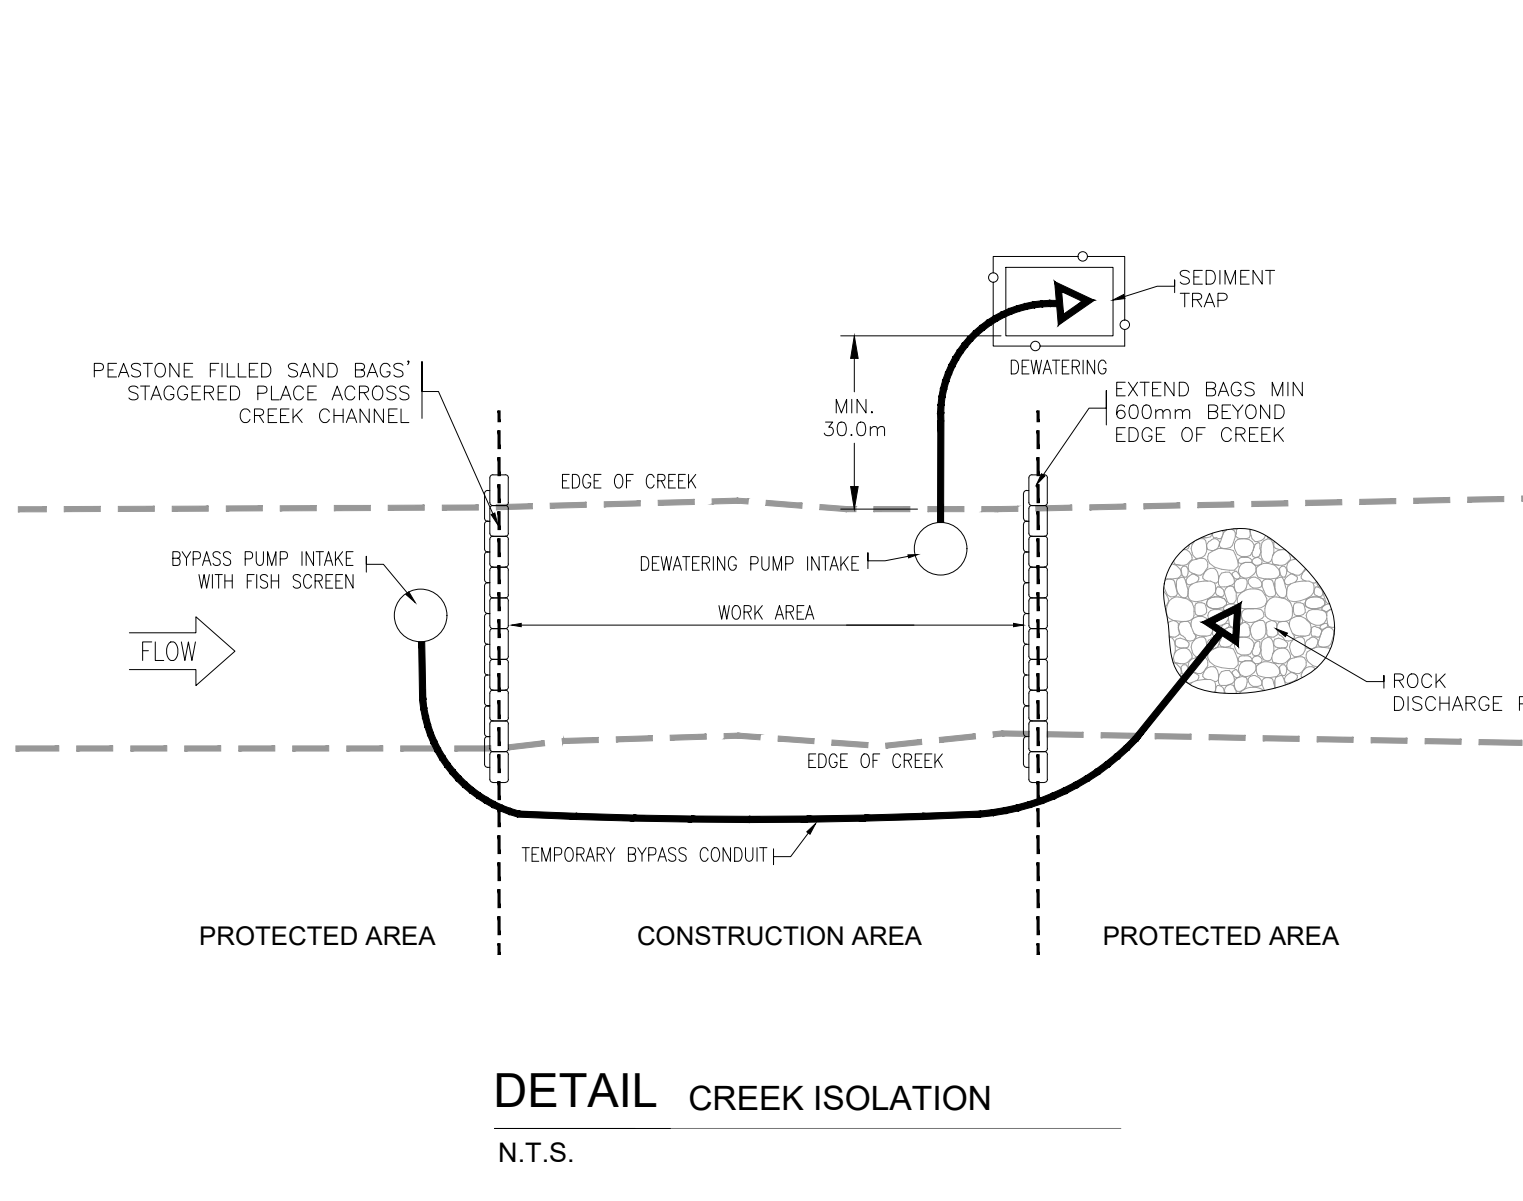 SEDIMENT
TRAP
DEWATERING
PEASTONE FILLED SAND BAGS'
STAGGERED PLACE ACROSS
CREEK CHANNEL
MIN.
30.0m
EXTEND BAGS MIN
600mm BEYOND
EDGE OF CREEK
EDGE OF CREEK
BYPASS PUMP INTAKE
WITH FISH SCREEN
DEWATERING PUMP INTAKE
WORK AREA
FLOW
ROCK
DISCHARGE
EDGE OF CREEK
TEMPORARY BYPASS CONDUIT
PROTECTED AREA
CONSTRUCTION AREA
PROTECTED AREA
DETAIL CREEK ISOLATION
N.T.S.